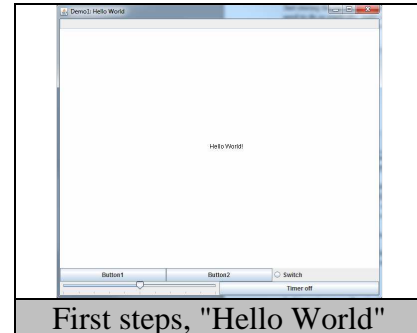 Demo1: Hello World
Hello World!
Button1 Button2 Switch
Timer off
First steps, "Hello World"